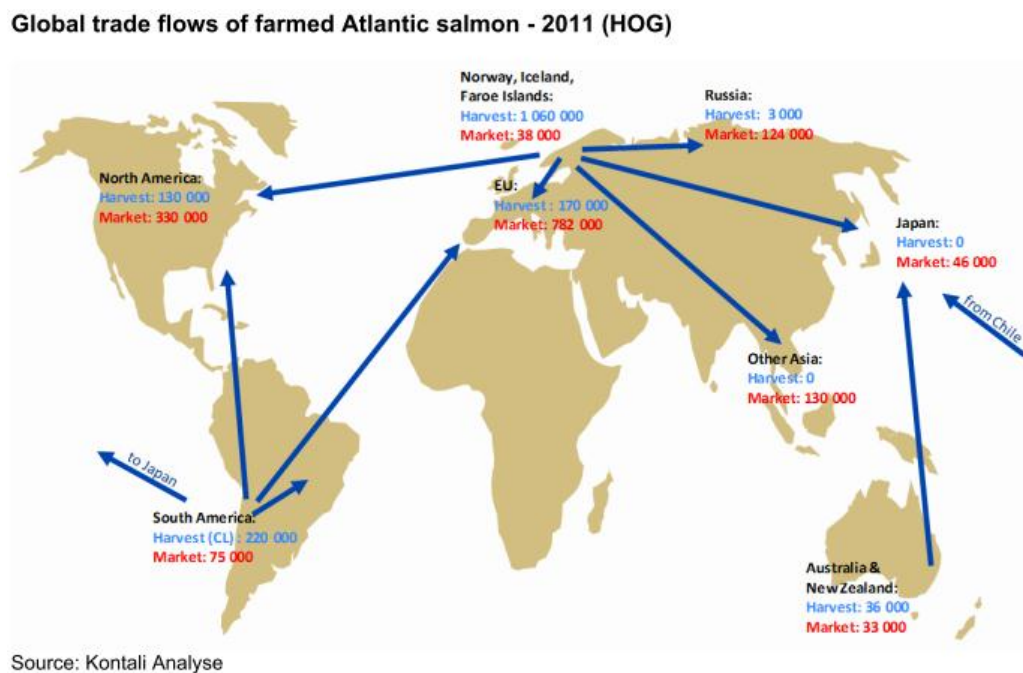 Global trade flows of farmed Atlantic salmon - 2011 (HOG)
Norway, Iceland,
Faroe Islands:
Harvest: 1 060 000
Market: 38 000
Russia:
Harvest: 3 000
Market: 124 000
North America:
Harvest: 130 000
Market: 330 000
EU:
Harvest : 170 000
Market: 782 000
Japan:
Harvest: 0
Market: 46 000
from Chile
Other Asia:
Harvest: 0
Market: 130 000
to Japan
South America:
Harvest (CL) : 220 000
Market: 75 000
Australia &
New Zealand:
Harvest: 36 000
Market: 33 000
Source: Kontali Analyse